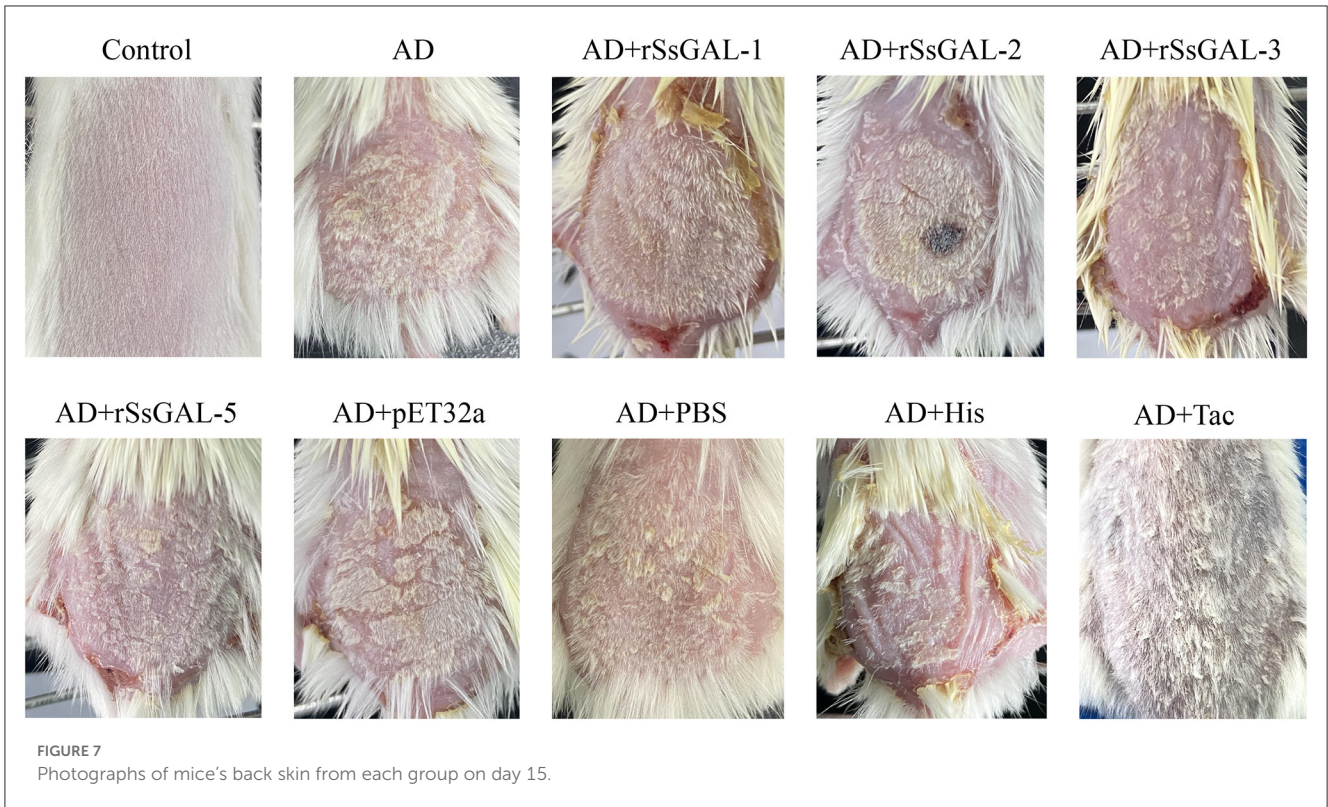 Control AD AD+rSsGAL-1 AD+rSsGAL-2 AD+rSsGAL-3
AD+rSsGAL-5 AD+pET32a AD+PBS AD+His AD+Tac
FIGURE 7
Photographs of mice's back skin from each group on day 15.